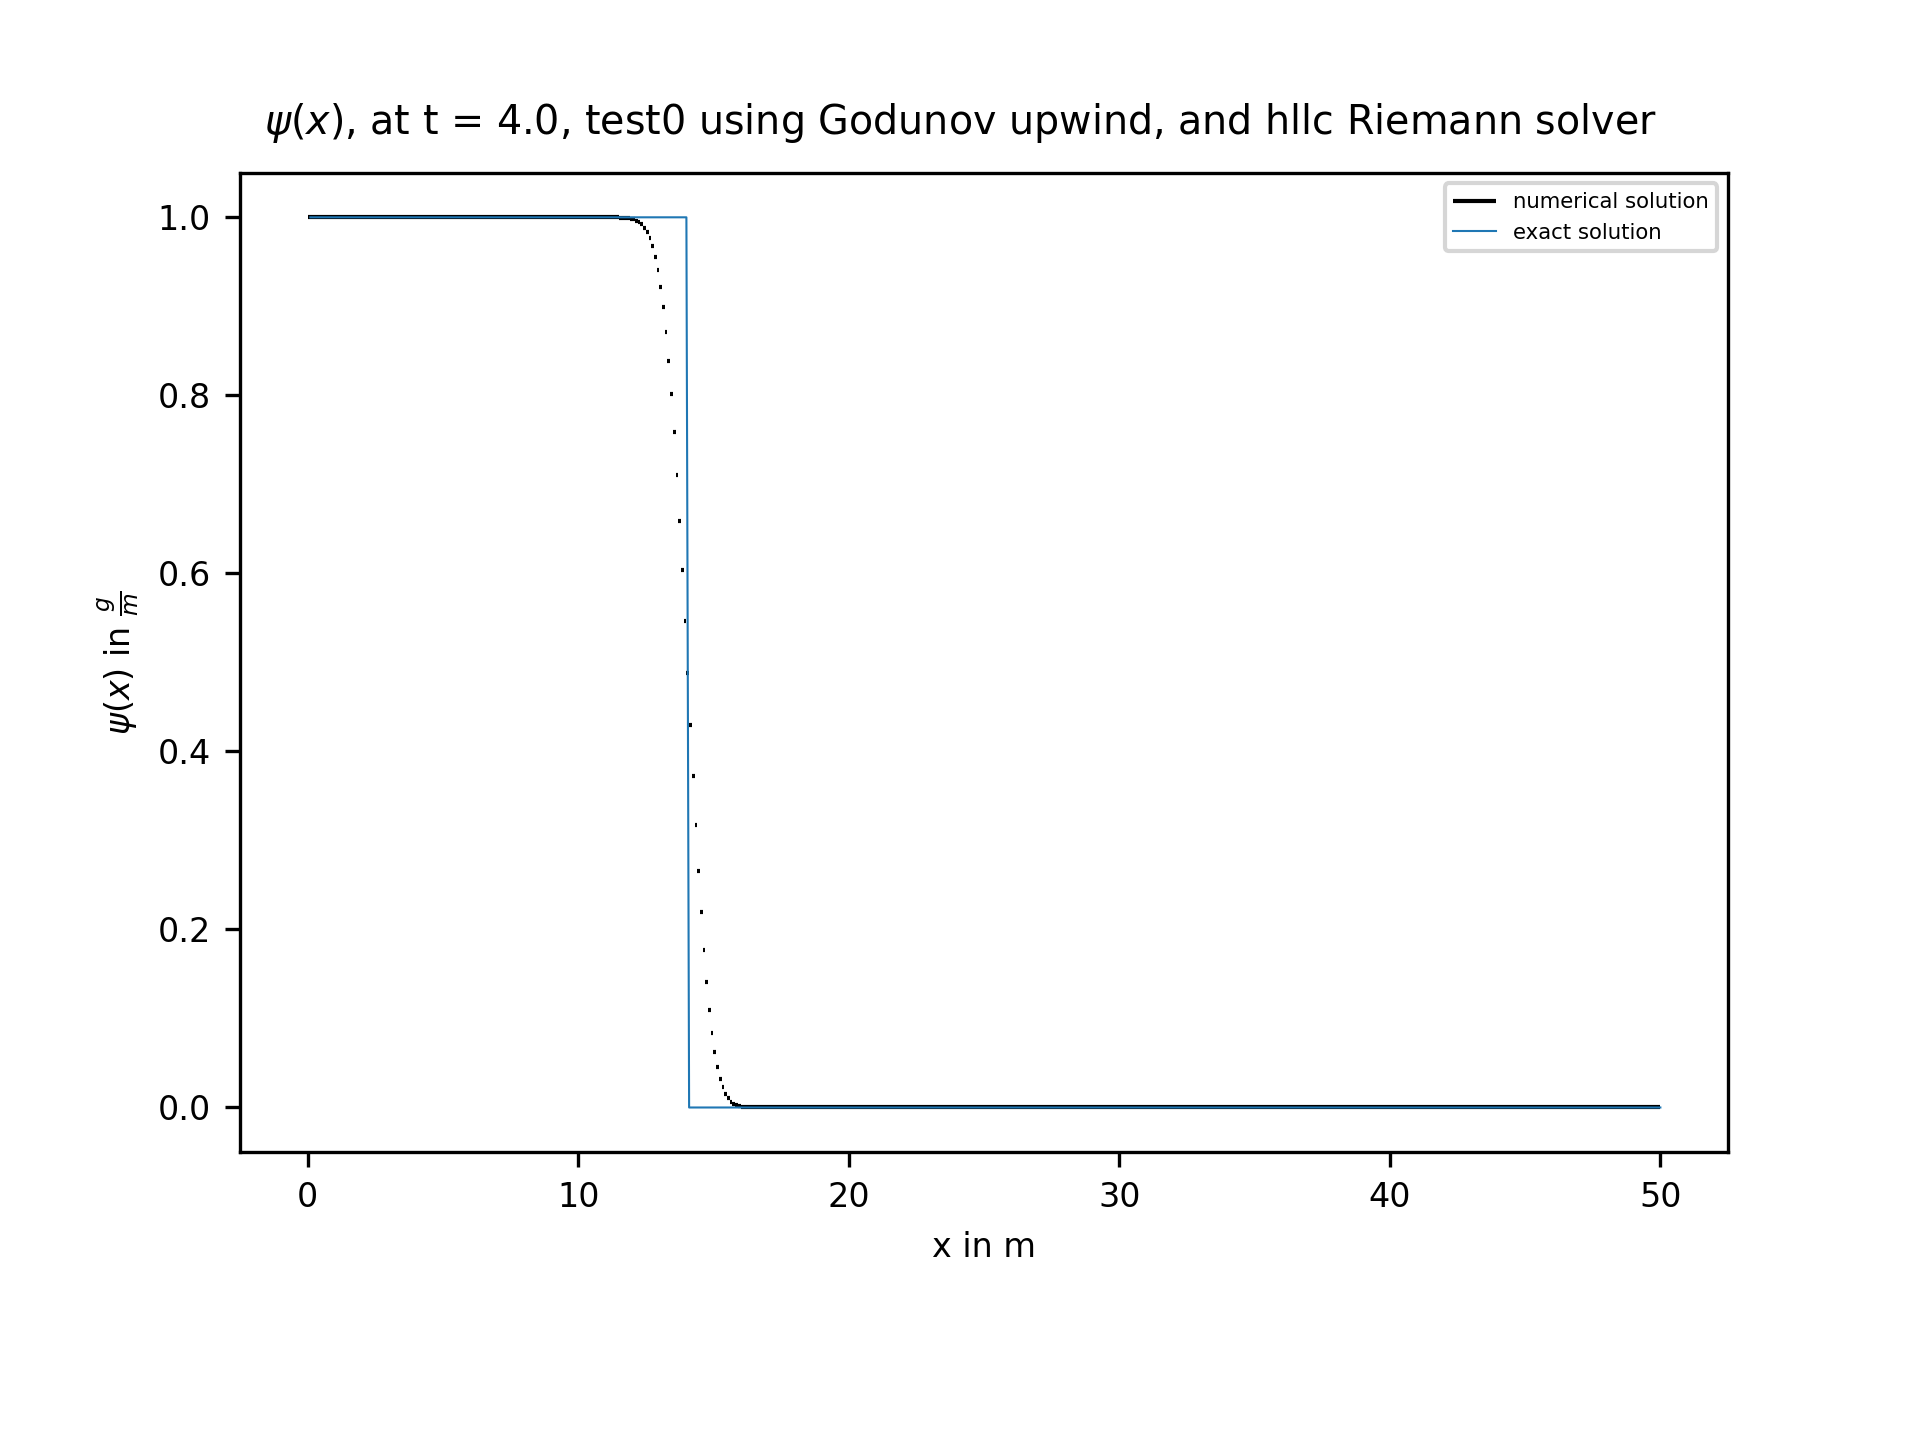 ψ(x), at t = 4.0, test0 using Godunov upwind, and hllc Riemann solver
numerical solution
exact solution
1.0
0.8
0.6
0.4
0.2
0.0
ψ(x) in g/m
0 10 20 30 40 50
x in m